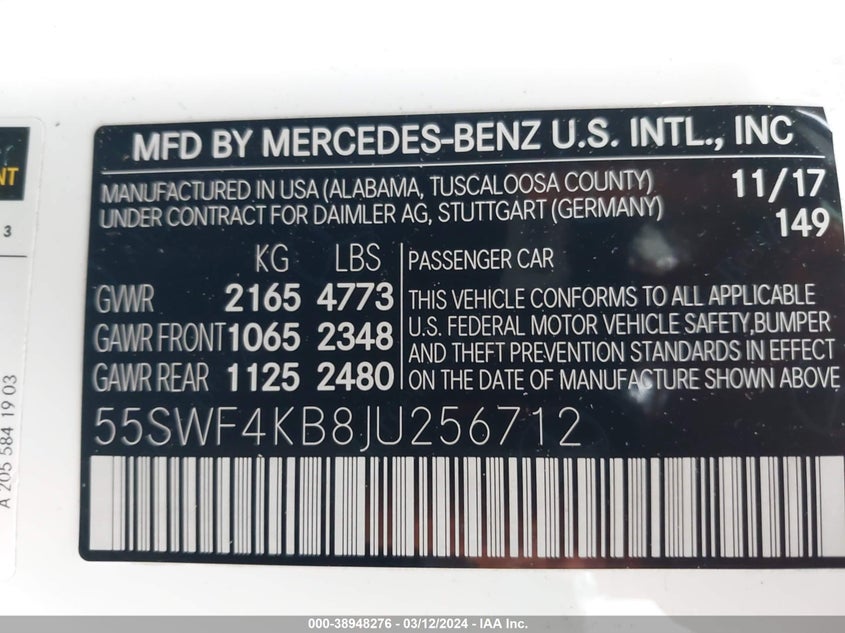 MFD BY MERCEDES-BENZ U.S. INTL., INC
MANUFACTURED IN USA (ALABAMA, TUSCALOOSA COUNTY) 11/17
UNDER CONTRACT FOR DAIMLER AG, STUTTGART (GERMANY) 149
KG LBS PASSENGER CAR
GVWR 2165 4773 THIS VEHICLE CONFORMS TO ALL APPLICABLE
GAWR FRONT 1065 2348 U.S. FEDERAL MOTOR VEHICLE SAFETY, BUMPER
AND THEFT PREVENTION STANDARDS IN EFFECT
GAWR REAR 1125 2480 ON THE DATE OF MANUFACTURE SHOWN ABOVE
55SWF4KB8JU256712
NT
3
A 205 584 19 03
000-38948276 - 03/12/2024 - IAA Inc.